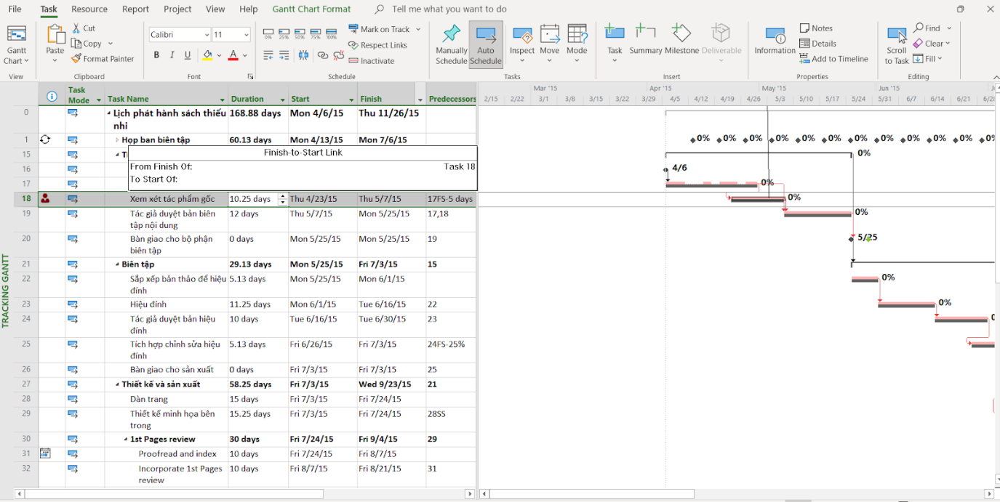 File Task Resource Report Project View Help Gantt Chart Format Tell me what you want to do
Gantt
Chart
View
Paste
Cut
Copy
Format Painter
Clipboard
Calibri 11
B I U A
Font
0% 25% 50% 75% 100%
Mark on Track
Respect Links
Inactivate
Schedule
Manually
Schedule
Auto
Schedule
Inspect Move Mode
Tasks
Task Summary Milestone Deliverable
Insert
Information
Notes
Details
Add to Timeline
Properties
Scroll
to Task
Find
Clear
Fill
Editing
TRACKING GANTT
Task
Mode Task Name Duration Start Finish Predecessors
Mar '15 Apr '15 May '15 Jun '15
2/15 2/22 3/1 3/8 3/15 3/22 3/29 4/5 4/12 4/19 4/26 5/3 5/10 5/17 5/24 5/31 6/7 6/14 6/21 6/28
0 Lịch phát hành sách thiếu 168.88 days Mon 4/6/15 Thu 11/26/15
nhi
1 Họp ban biên tập 60.13 days Mon 4/13/15 Mon 7/6/15
0% 0% 0% 0% 0% 0% 0% 0% 0% 0% 0% 0%
15
Finish-to-Start Link
From Finish Of: Task 18
To Start Of:
0%
16
4/6
17
0%
18 Xem xét tác phẩm gốc 10.25 days Thu 4/23/15 Thu 5/7/15 17FS-5 days
0%
19 Tác giả duyệt bản biên 12 days Thu 5/7/15 Mon 5/25/15 17,18
tập nội dung
0%
20 Bàn giao cho bộ phận 0 days Mon 5/25/15 Mon 5/25/15 19
biên tập
5/25
21 Biên tập 29.13 days Mon 5/25/15 Fri 7/3/15 15
22 Sắp xếp bản thảo để hiệu 5.13 days Mon 5/25/15 Mon 6/1/15
đính
0%
23 Hiệu đính 11.25 days Mon 6/1/15 Tue 6/16/15 22
0%
24 Tác giả duyệt bản hiệu 10 days Tue 6/16/15 Tue 6/30/15 23
đính
25 Tích hợp chỉnh sửa hiệu 5.13 days Fri 6/26/15 Fri 7/3/15 24FS-25%
đính
26 Bàn giao cho sản xuất 0 days Fri 7/3/15 Fri 7/3/15 25
27 Thiết kế và sản xuất 58.25 days Fri 7/3/15 Wed 9/23/15 21
28 Dàn trang 15 days Fri 7/3/15 Fri 7/24/15
29 Thiết kế minh họa bên 15.25 days Fri 7/3/15 Fri 7/24/15 28SS
trong
30 1st Pages review 30 days Fri 7/24/15 Fri 9/4/15 29
31 Proofread and index 10 days Fri 7/24/15 Fri 8/7/15
32 Incorporate 1st Pages 10 days Fri 8/7/15 Fri 8/21/15 31
review